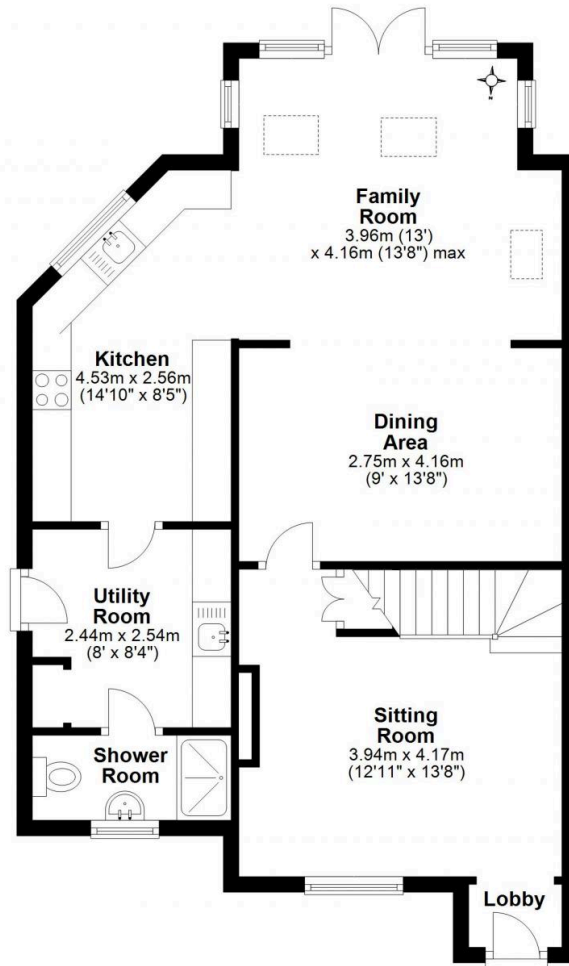 Family
Room
3.96m (13')
x 4.16m (13'8") max
Kitchen
4.53m x 2.56m
(14'10" x 8'5")
Dining
Area
2.75m x 4.16m
(9' x 13'8")
Utility
Room
2.44m x 2.54m
(8' x 8'4")
Sitting
Room
3.94m x 4.17m
(12'11" x 13'8")
Shower
Room
Lobby